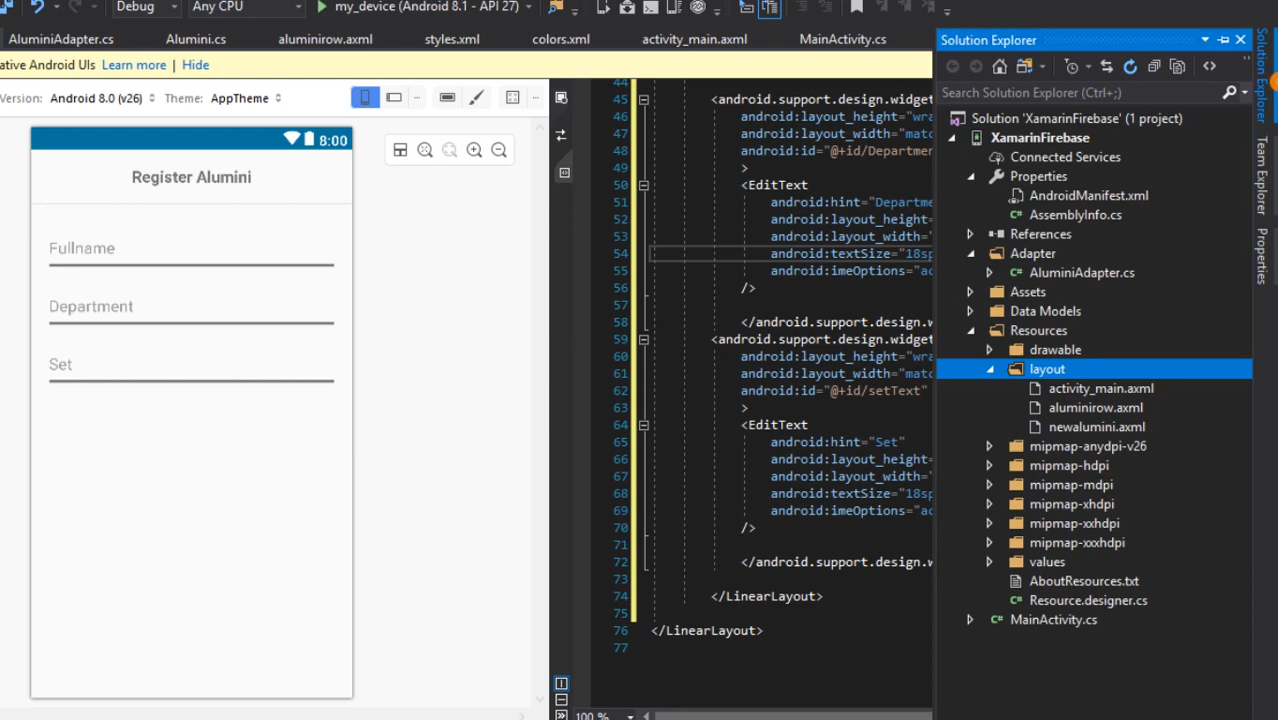 Debug Any CPU my_device (Android 8.1 - API 27)
AluminiAdapter.cs Alumini.cs aluminirow.axml styles.xml colors.xml activity_main.axml MainActivity.cs
ative Android UIs Learn more | Hide
Version: Android 8.0 (v26) Theme: AppTheme
8:00
Register Alumini
Fullname
Department
Set
44
45 <android.support.design.widget
46 android:layout_height="wra
47 android:layout_width="matc
48 android:id="@+id/Departmen
49 >
50 <EditText
51 android:hint="Departme
52 android:layout_height=
53 android:layout_width="
54 android:textSize="18sp
55 android:imeOptions="ac
56 />
57
58 </android.support.design.w
59 <android.support.design.widget
60 android:layout_height="wra
61 android:layout_width="matc
62 android:id="@+id/setText"
63 >
64 <EditText
65 android:hint="Set"
66 android:layout_height=
67 android:layout_width="
68 android:textSize="18sp
69 android:imeOptions="ac
70 />
71
72 </android.support.design.w
73
74 </LinearLayout>
75
76 </LinearLayout>
77
100 %
Solution Explorer
Search Solution Explorer (Ctrl+;)
Solution 'XamarinFirebase' (1 project)
XamarinFirebase
Connected Services
Properties
AndroidManifest.xml
AssemblyInfo.cs
References
Adapter
AluminiAdapter.cs
Assets
Data Models
Resources
drawable
layout
activity_main.axml
aluminirow.axml
newalumini.axml
mipmap-anydpi-v26
mipmap-hdpi
mipmap-mdpi
mipmap-xhdpi
mipmap-xxhdpi
mipmap-xxxhdpi
values
AboutResources.txt
Resource.designer.cs
MainActivity.cs
Solution Explorer
Team Explorer
Properties